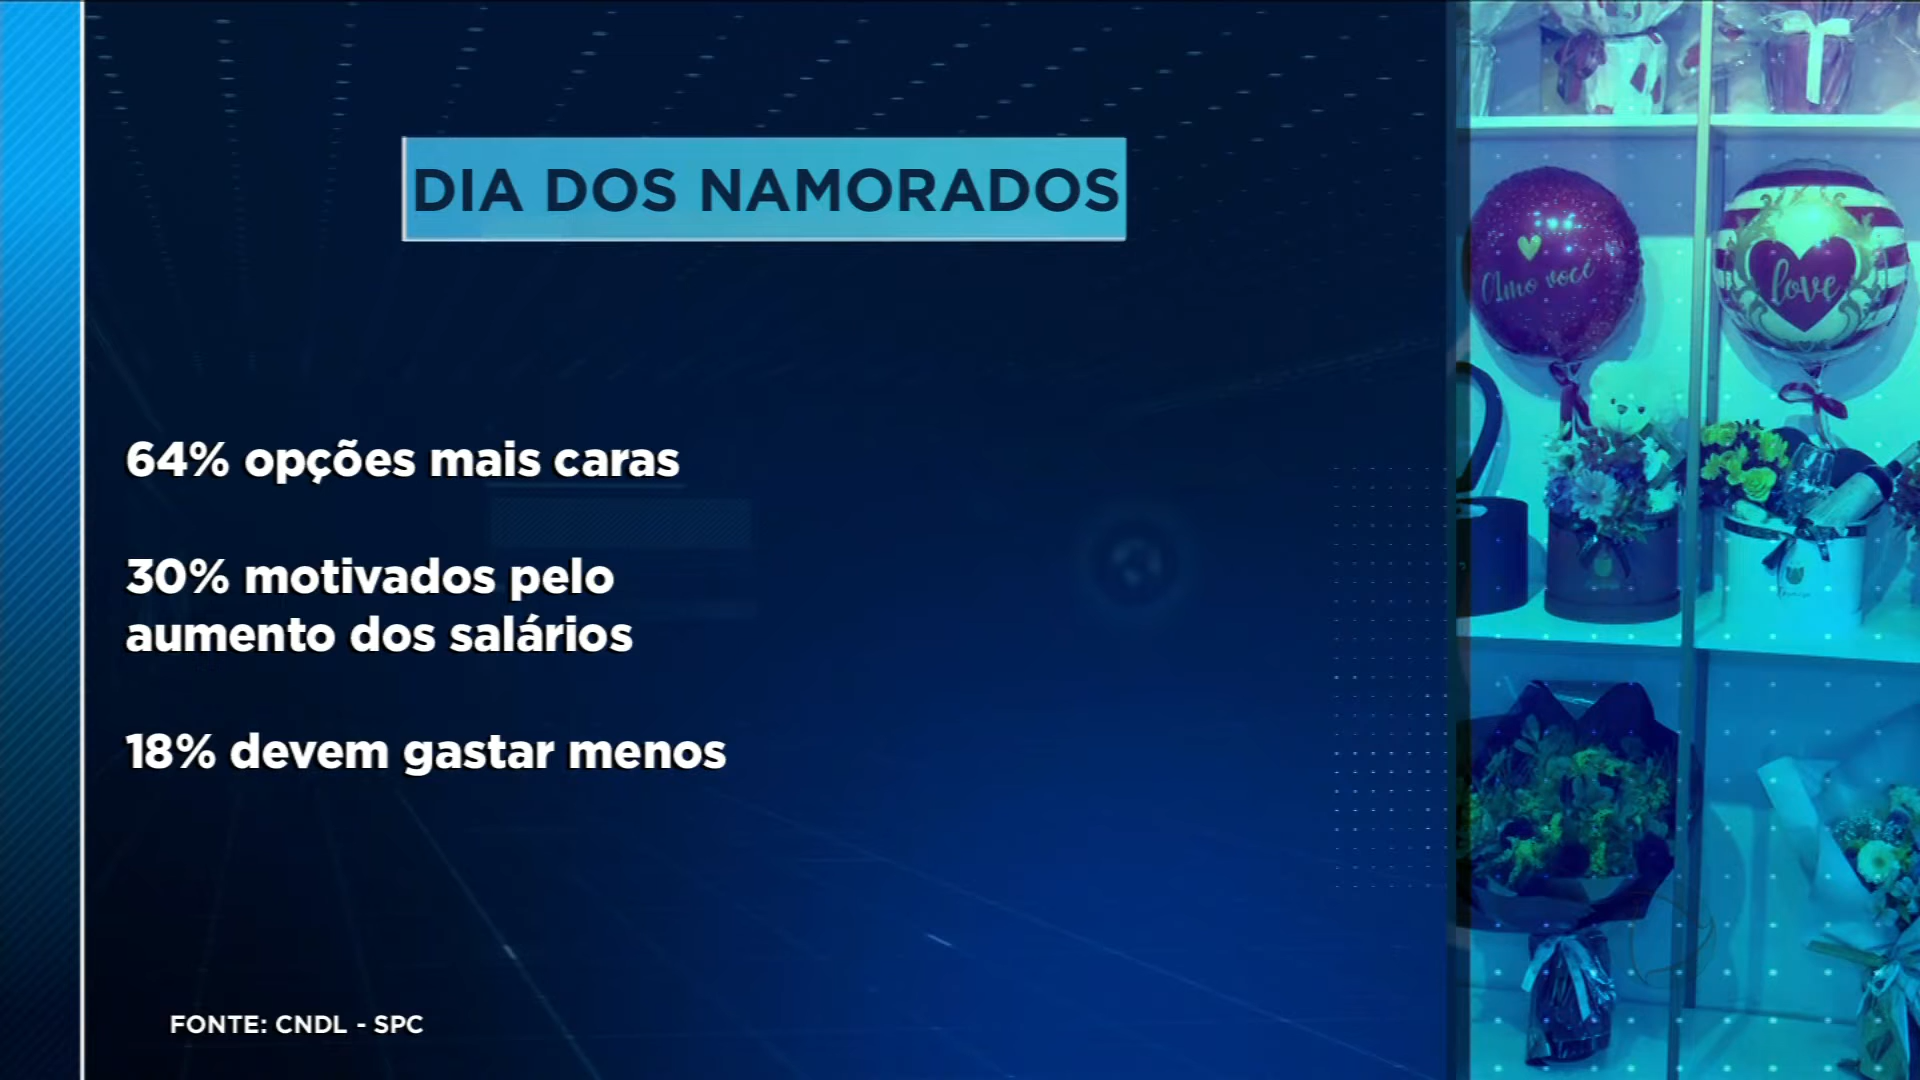 DIA DOS NAMORADOS
64% opções mais caras
30% motivados pelo
aumento dos salários
18% devem gastar menos
FONTE: CNDL - SPC
Amo você
love